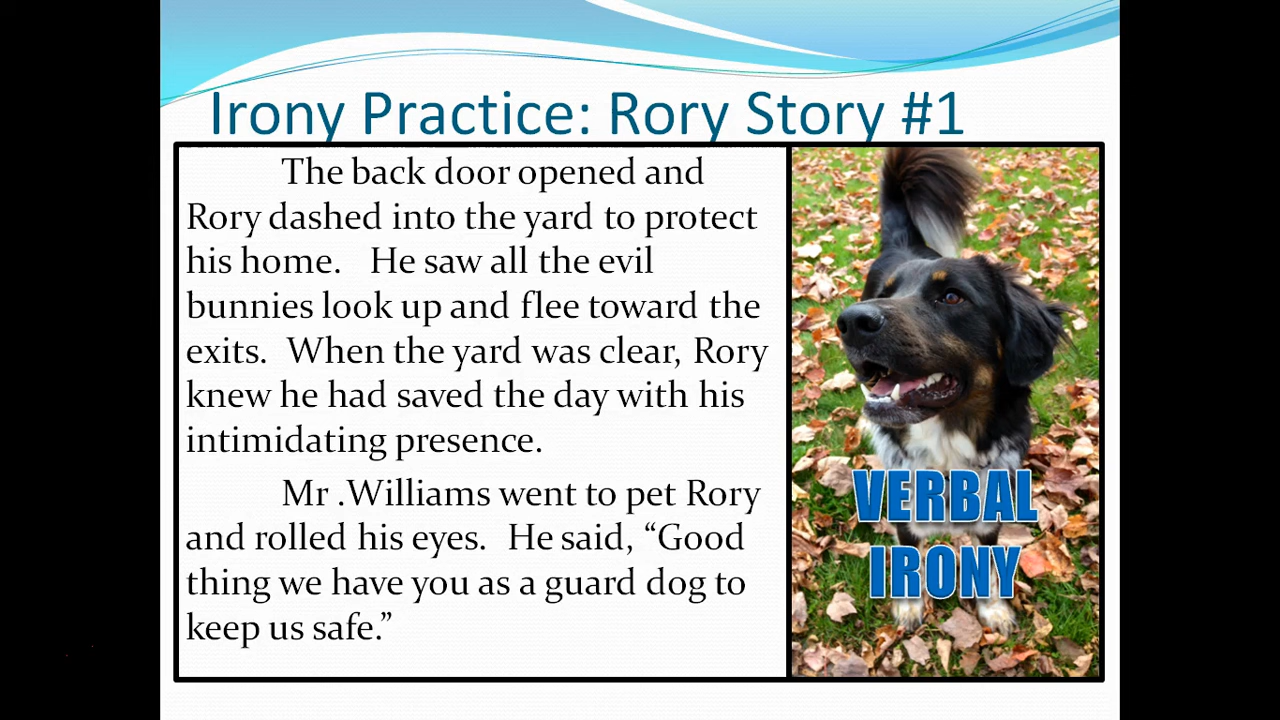 Irony Practice: Rory Story #1
The back door opened and
Rory dashed into the yard to protect
his home. He saw all the evil
bunnies look up and flee toward the
exits. When the yard was clear, Rory
knew he had saved the day with his
intimidating presence.
Mr .Williams went to pet Rory
and rolled his eyes. He said, “Good
thing we have you as a guard dog to
keep us safe.”
VERBAL
IRONY